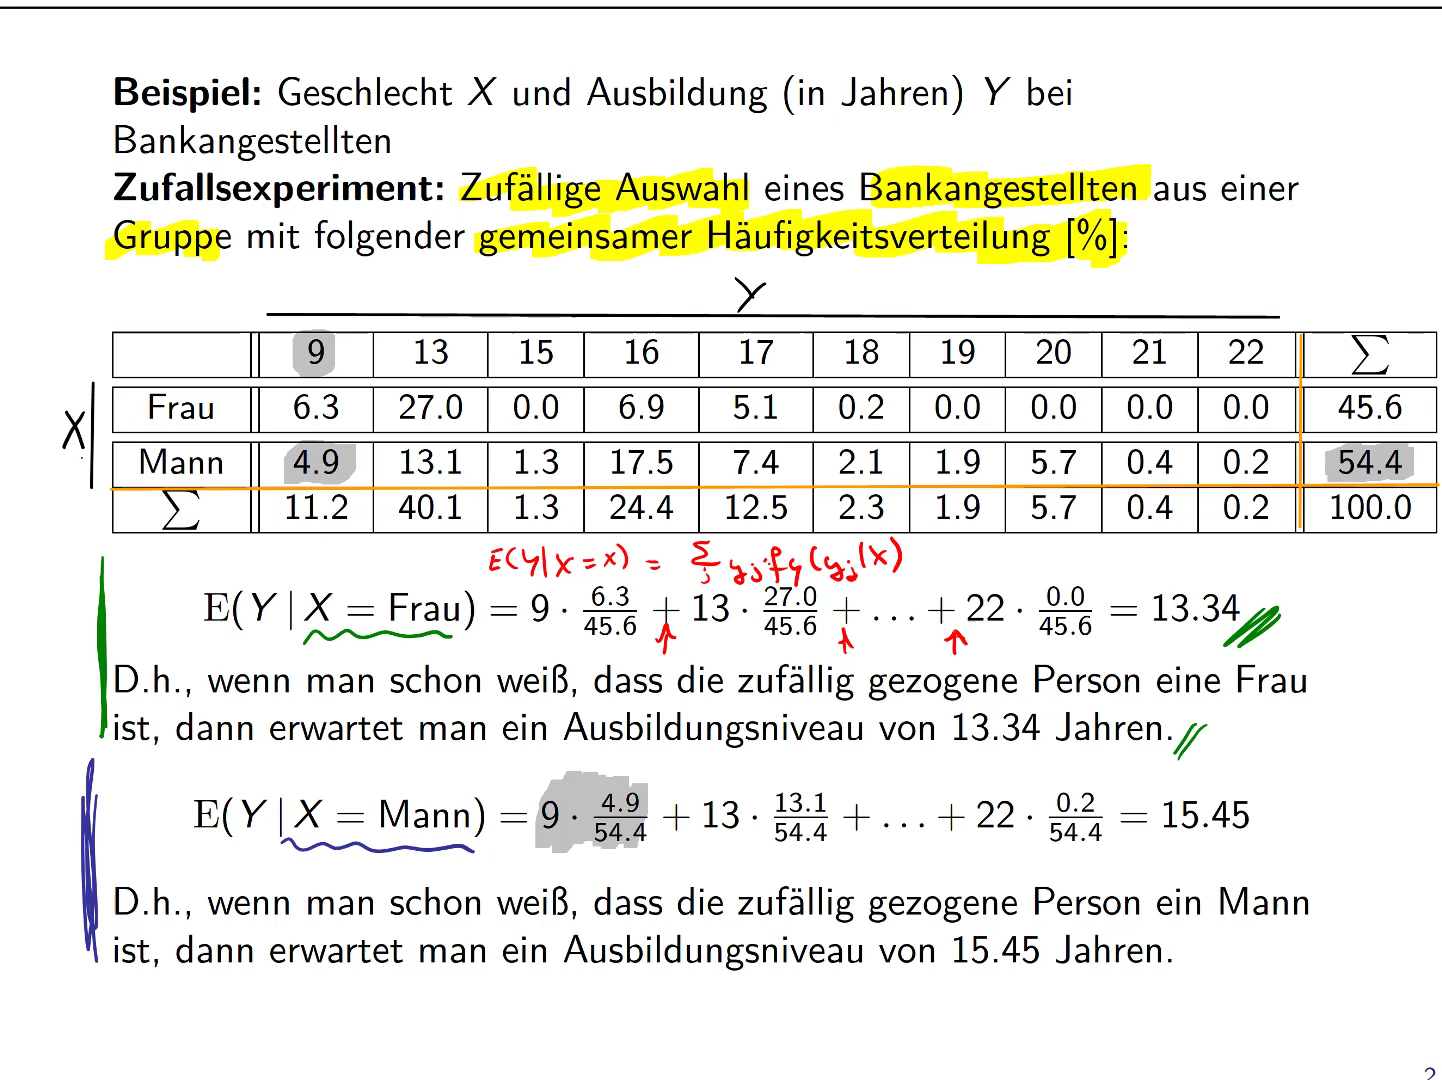 Beispiel: Geschlecht X und Ausbildung (in Jahren) Y bei
Bankangestellten
Zufallsexperiment: Zufällige Auswahl eines Bankangestellten aus einer
Gruppe mit folgender gemeinsamer Häufigkeitsverteilung [%]:
Y
9 13 15 16 17 18 19 20 21 22 ∑
X
Frau 6.3 27.0 0.0 6.9 5.1 0.2 0.0 0.0 0.0 0.0 45.6
Mann 4.9 13.1 1.3 17.5 7.4 2.1 1.9 5.7 0.4 0.2 54.4
∑ 11.2 40.1 1.3 24.4 12.5 2.3 1.9 5.7 0.4 0.2 100.0
E(Y|X=x) = ∑j yj·fy(yj|x)
E(Y | X = Frau) = 9 · 6.3/45.6 + 13 · 27.0/45.6 + . . . + 22 · 0.0/45.6 = 13.34
D.h., wenn man schon weiß, dass die zufällig gezogene Person eine Frau
ist, dann erwartet man ein Ausbildungsniveau von 13.34 Jahren.
E(Y | X = Mann) = 9 · 4.9/54.4 + 13 · 13.1/54.4 + . . . + 22 · 0.2/54.4 = 15.45
D.h., wenn man schon weiß, dass die zufällig gezogene Person ein Mann
ist, dann erwartet man ein Ausbildungsniveau von 15.45 Jahren.
2